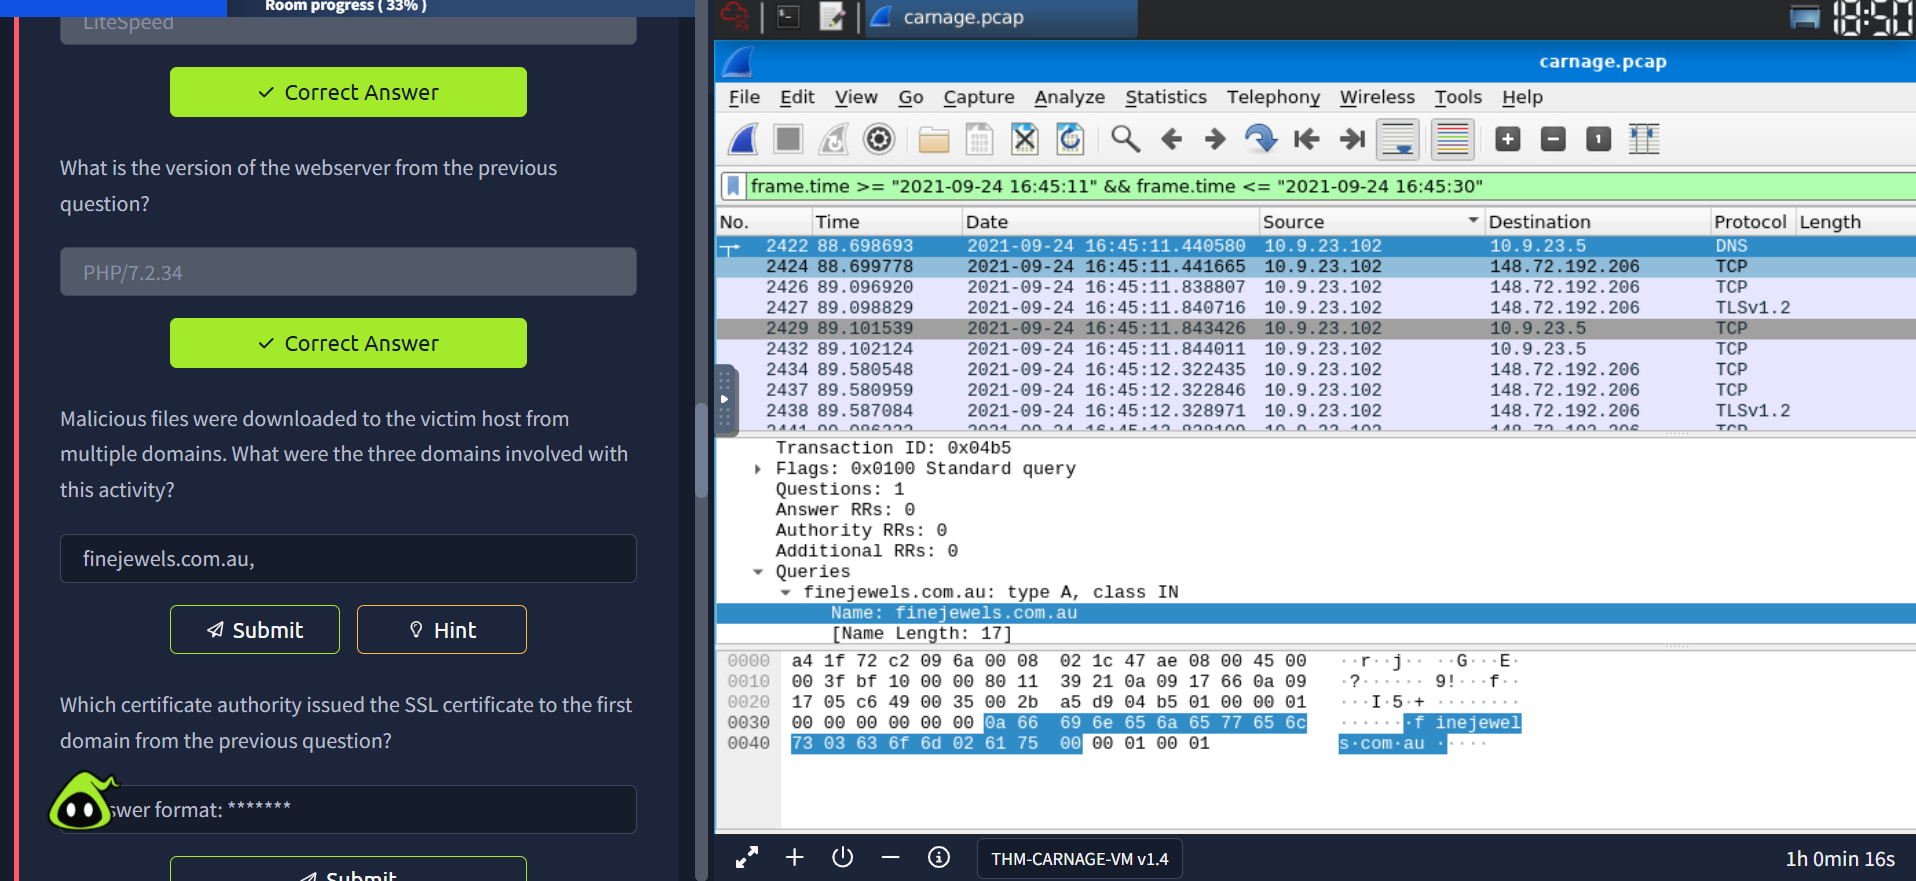 Room progress ( 33% )
LiteSpeed
Correct Answer
What is the version of the webserver from the previous
question?
PHP/7.2.34
Correct Answer
Malicious files were downloaded to the victim host from
multiple domains. What were the three domains involved with
this activity?
finejewels.com.au,
Submit
Hint
Which certificate authority issued the SSL certificate to the first
domain from the previous question?
swer format: *******
Submit
carnage.pcap
18:50
carnage.pcap
File Edit View Go Capture Analyze Statistics Telephony Wireless Tools Help
frame.time >= "2021-09-24 16:45:11" && frame.time <= "2021-09-24 16:45:30"
No. Time Date Source Destination Protocol Length
2422 88.698693 2021-09-24 16:45:11.440580 10.9.23.102 10.9.23.5 DNS
2424 88.699778 2021-09-24 16:45:11.441665 10.9.23.102 148.72.192.206 TCP
2426 89.096920 2021-09-24 16:45:11.838807 10.9.23.102 148.72.192.206 TCP
2427 89.098829 2021-09-24 16:45:11.840716 10.9.23.102 148.72.192.206 TLSv1.2
2429 89.101539 2021-09-24 16:45:11.843426 10.9.23.102 10.9.23.5 TCP
2432 89.102124 2021-09-24 16:45:11.844011 10.9.23.102 10.9.23.5 TCP
2434 89.580548 2021-09-24 16:45:12.322435 10.9.23.102 148.72.192.206 TCP
2437 89.580959 2021-09-24 16:45:12.322846 10.9.23.102 148.72.192.206 TCP
2438 89.587084 2021-09-24 16:45:12.328971 10.9.23.102 148.72.192.206 TLSv1.2
Transaction ID: 0x04b5
Flags: 0x0100 Standard query
Questions: 1
Answer RRs: 0
Authority RRs: 0
Additional RRs: 0
Queries
finejewels.com.au: type A, class IN
Name: finejewels.com.au
[Name Length: 17]
0000 a4 1f 72 c2 09 6a 00 08 02 1c 47 ae 08 00 45 00 ··r··j·· ··G···E·
0010 00 3f bf 10 00 00 80 11 39 21 0a 09 17 66 0a 09 ·?······ 9!···f··
0020 17 05 c6 49 00 35 00 2b a5 d9 04 b5 01 00 00 01 ···I·5·+ ········
0030 00 00 00 00 00 00 0a 66 69 6e 65 6a 65 77 65 6c ·······f inejewel
0040 73 03 63 6f 6d 02 61 75 00 00 01 00 01 s·com·au ·····
THM-CARNAGE-VM v1.4
1h 0min 16s